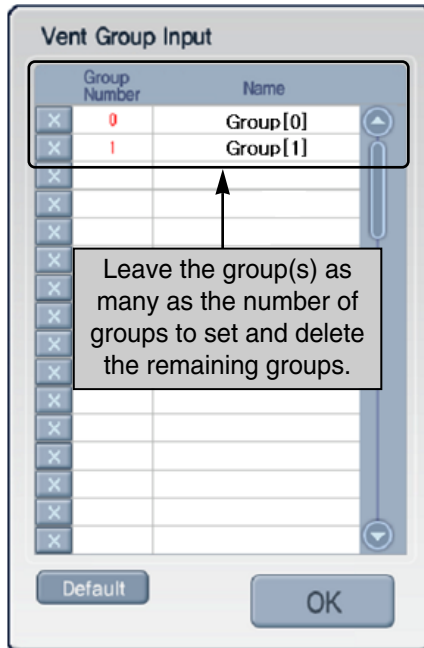 Vent Group Input
Group
Number
Name
X 0 Group[0]
X 1 Group[1]
X
X
X
X
X
X
X
X
X
X
X
X
X
X
Leave the group(s) as
many as the number of
groups to set and delete
the remaining groups.
Default
OK